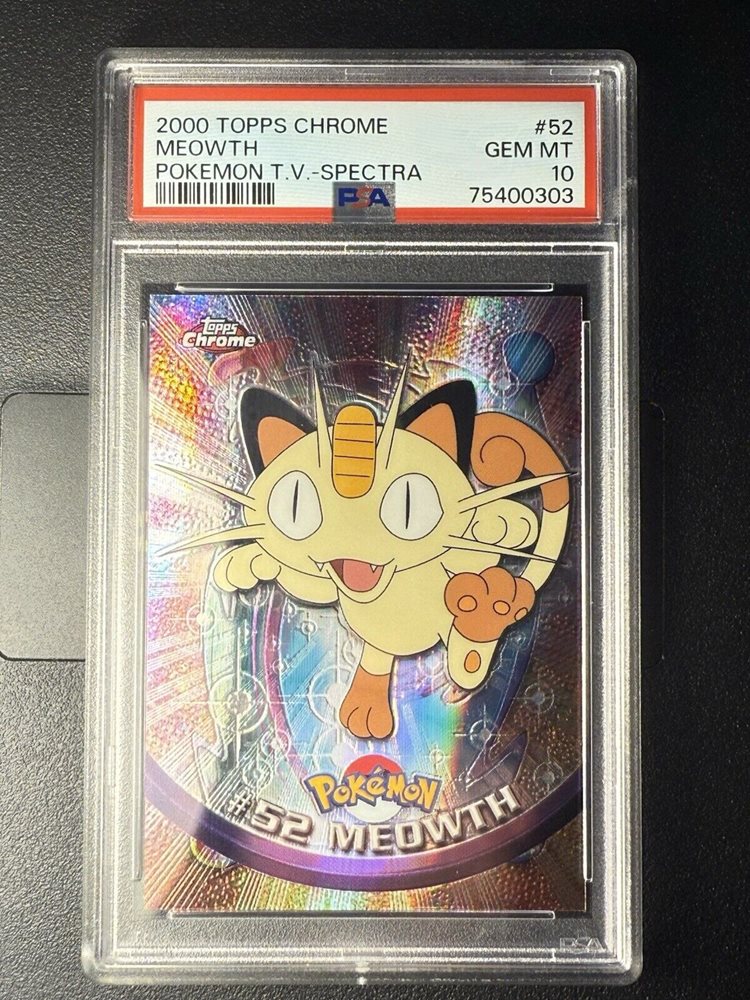 2000 TOPPS CHROME #52
MEOWTH GEM MT
POKEMON T.V.-SPECTRA 10
PSA 75400303
Topps
Chrome
POKéMON
#52 MEOWTH
PSA